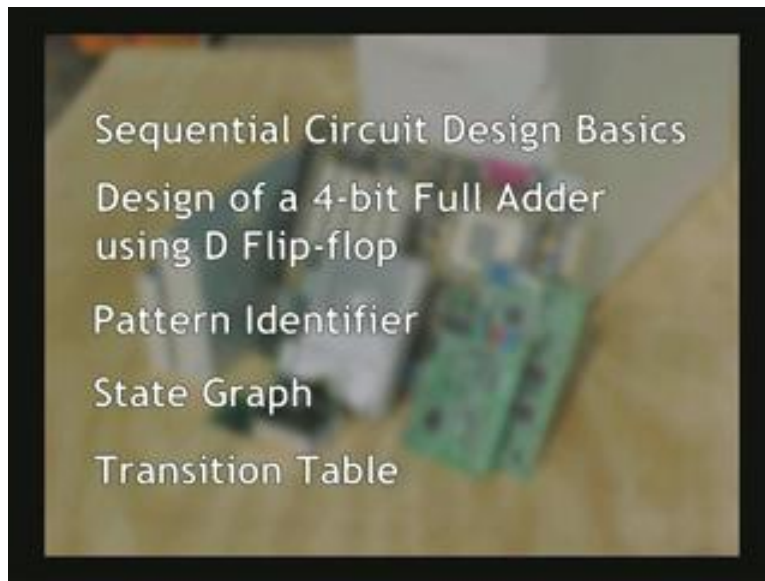 Sequential Circuit Design Basics
Design of a 4-bit Full Adder
using D Flip-flop
Pattern Identifier
State Graph
Transition Table